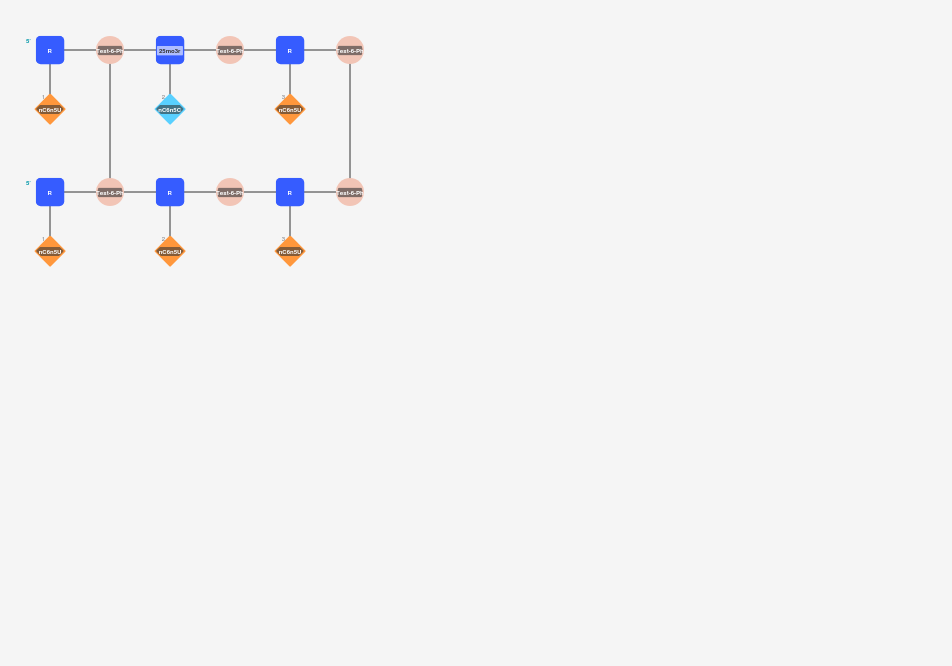 5'
R Test-6-Ph 25mo3r Test-6-Ph R Test-6-Ph
1 2 3
nC6n5U nC6n5C nC6n5U
5'
R Test-6-Ph R Test-6-Ph R Test-6-Ph
1 2 3
nC6n5U nC6n5U nC6n5U